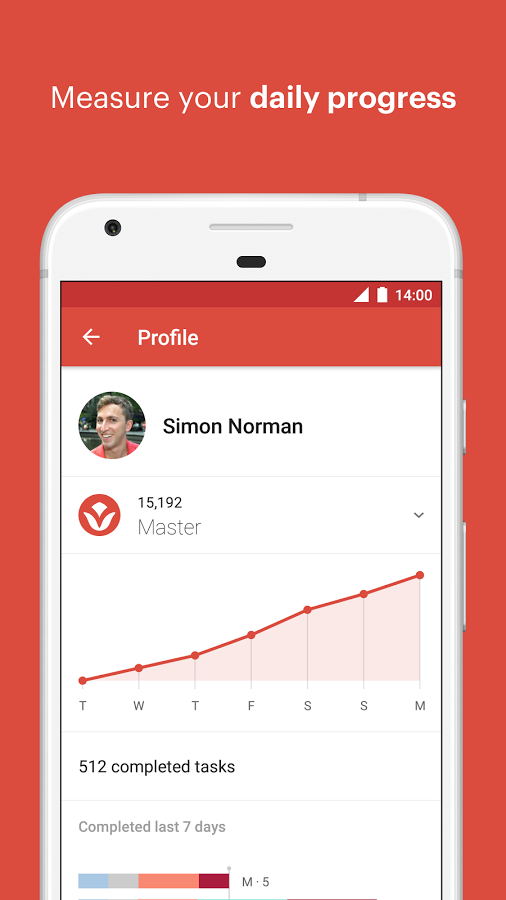 Measure your daily progress
14:00
Profile
Simon Norman
15,192
Master
T W T F S S M
512 completed tasks
Completed last 7 days
M · 5